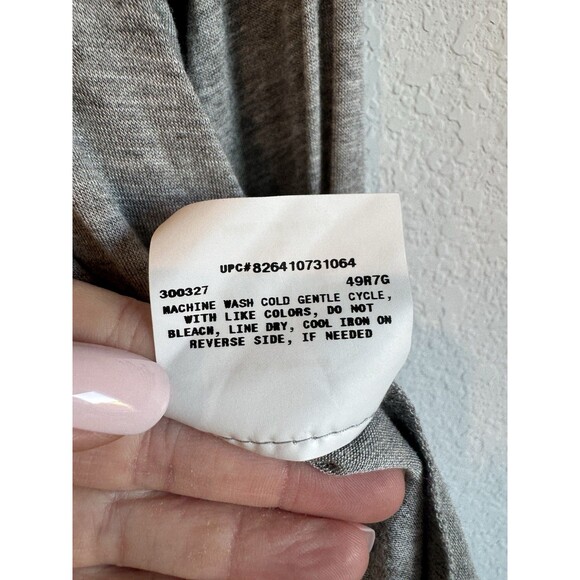 UPC#826410731064
300327 49R7G
MACHINE WASH COLD GENTLE CYCLE,
WITH LIKE COLORS, DO NOT
BLEACH, LINE DRY, COOL IRON ON
REVERSE SIDE, IF NEEDED